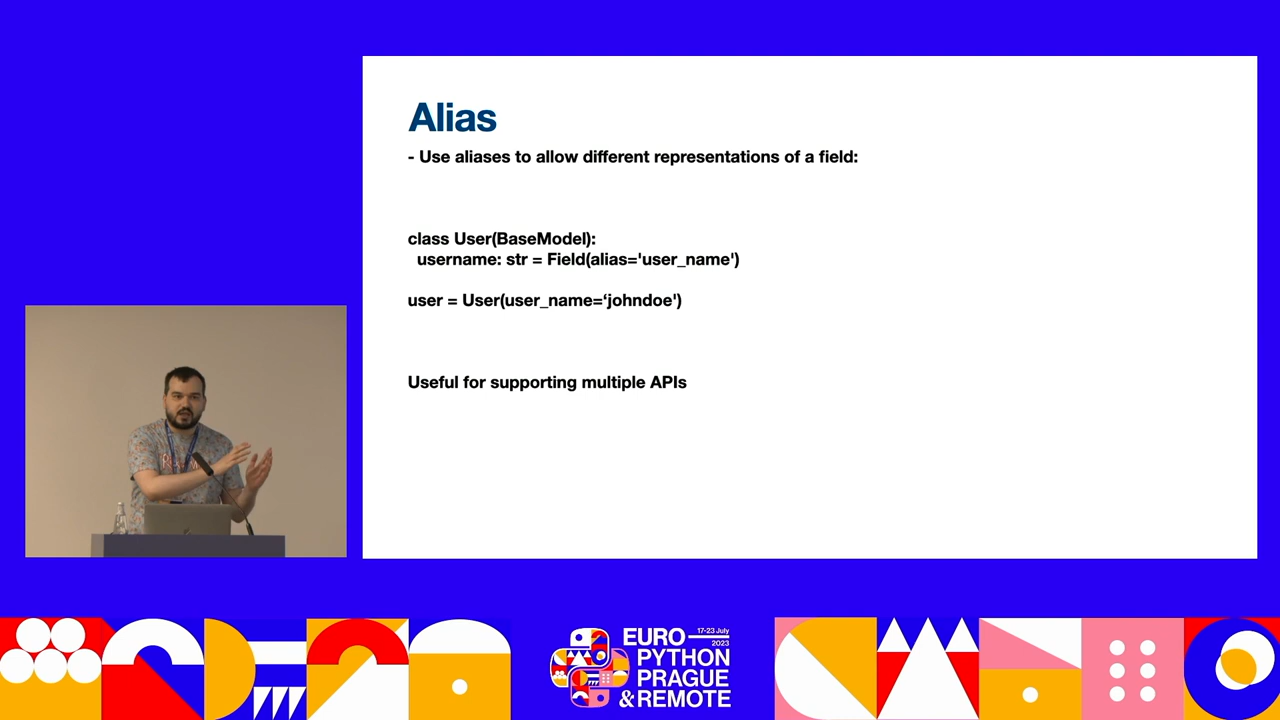 Alias
- Use aliases to allow different representations of a field:
class User(BaseModel):
username: str = Field(alias='user_name')
user = User(user_name=‘johndoe')
Useful for supporting multiple APIs
EURO 17-23 July 2023
PYTHON
PRAGUE
& REMOTE